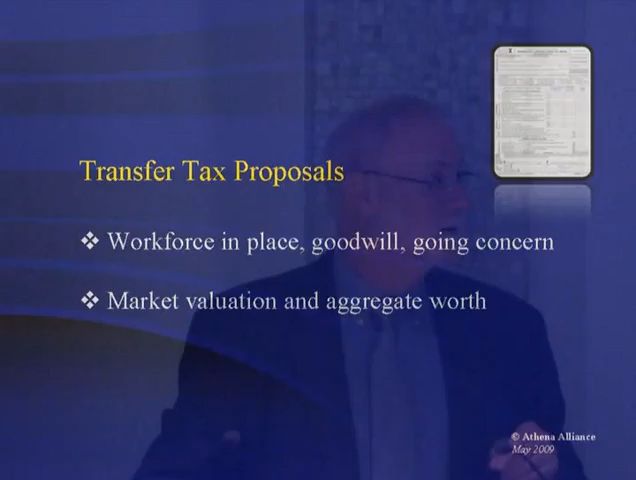 Transfer Tax Proposals
❖ Workforce in place, goodwill, going concern
❖ Market valuation and aggregate worth
© Athena Alliance
May 2009